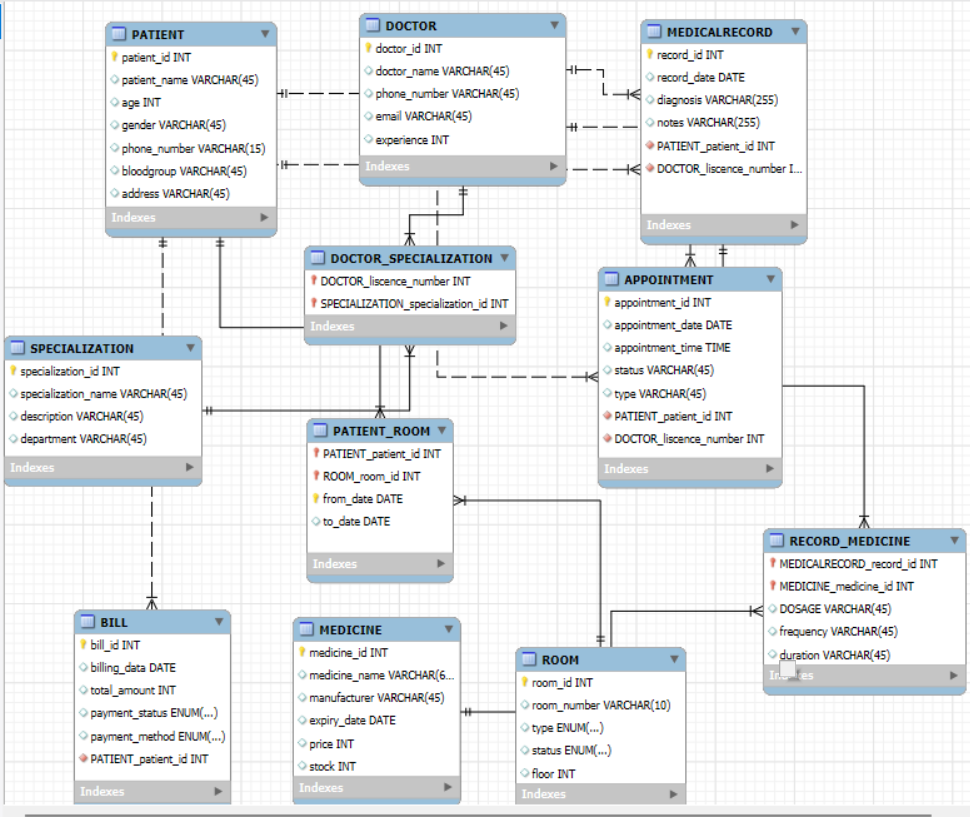 PATIENT
patient_id INT
patient_name VARCHAR(45)
age INT
gender VARCHAR(45)
phone_number VARCHAR(15)
bloodgroup VARCHAR(45)
address VARCHAR(45)
Indexes
DOCTOR
doctor_id INT
doctor_name VARCHAR(45)
phone_number VARCHAR(45)
email VARCHAR(45)
experience INT
Indexes
MEDICALRECORD
record_id INT
record_date DATE
diagnosis VARCHAR(255)
notes VARCHAR(255)
PATIENT_patient_id INT
DOCTOR_liscence_number I...
Indexes
DOCTOR_SPECIALIZATION
DOCTOR_liscence_number INT
SPECIALIZATION_specialization_id INT
Indexes
APPOINTMENT
appointment_id INT
appointment_date DATE
appointment_time TIME
status VARCHAR(45)
type VARCHAR(45)
PATIENT_patient_id INT
DOCTOR_liscence_number INT
Indexes
SPECIALIZATION
specialization_id INT
specialization_name VARCHAR(45)
description VARCHAR(45)
department VARCHAR(45)
Indexes
PATIENT_ROOM
PATIENT_patient_id INT
ROOM_room_id INT
from_date DATE
to_date DATE
Indexes
RECORD_MEDICINE
MEDICALRECORD_record_id INT
MEDICINE_medicine_id INT
DOSAGE VARCHAR(45)
frequency VARCHAR(45)
duration VARCHAR(45)
BILL
bill_id INT
billing_data DATE
total_amount INT
payment_status ENUM(...)
payment_method ENUM(...)
PATIENT_patient_id INT
Indexes
MEDICINE
medicine_id INT
medicine_name VARCHAR(6...
manufacturer VARCHAR(45)
expiry_date DATE
price INT
stock INT
Indexes
ROOM
room_id INT
room_number VARCHAR(10)
type ENUM(...)
status ENUM(...)
floor INT
Indexes